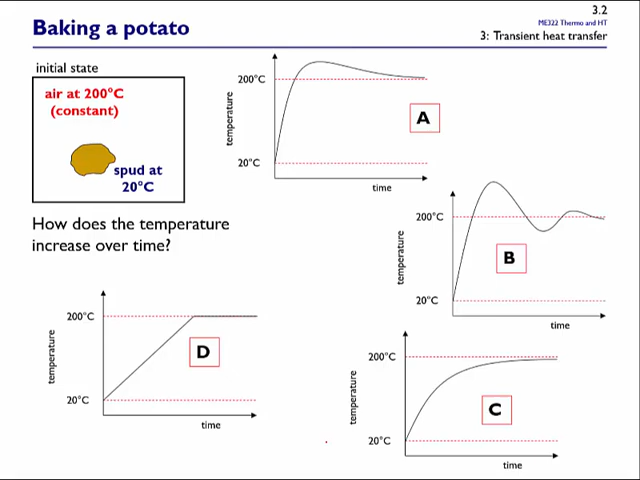 3.2
Baking a potato
ME322 Thermo and HT
3: Transient heat transfer
initial state
air at 200°C
(constant)
spud at
20°C
How does the temperature
increase over time?
temperature
200°C
20°C
time
A
temperature
200°C
20°C
time
B
temperature
200°C
20°C
time
D
temperature
200°C
20°C
time
C